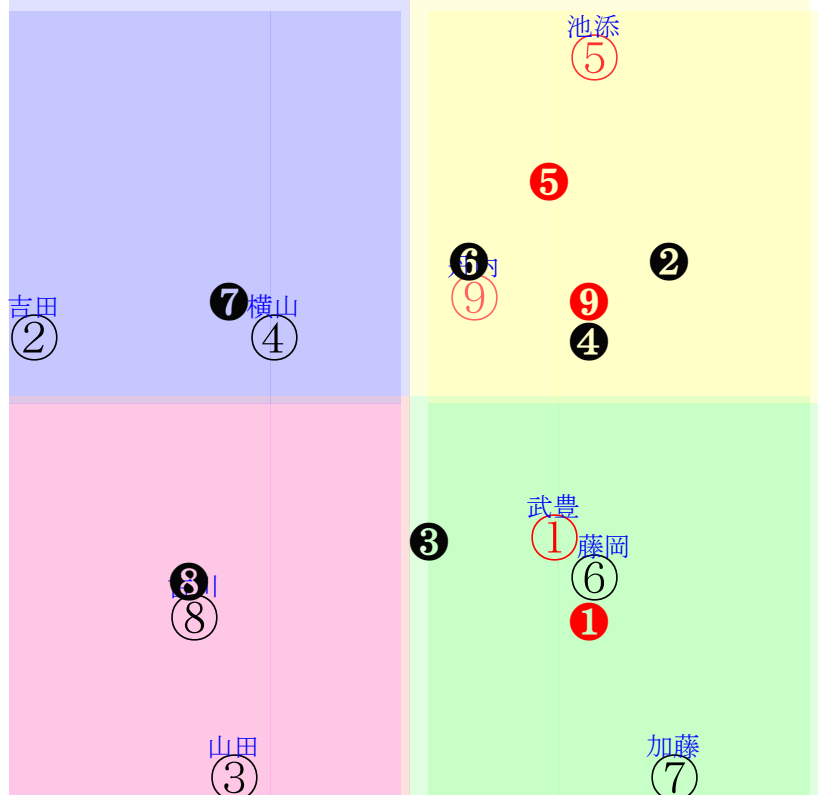 池添
⑤
❺
❻
❷
⑨
吉田
❼
横山
❾
②
④
❹
武豊
①
❸
藤岡
⑥
❽
川
⑧
❶
山田
③
加藤
⑦